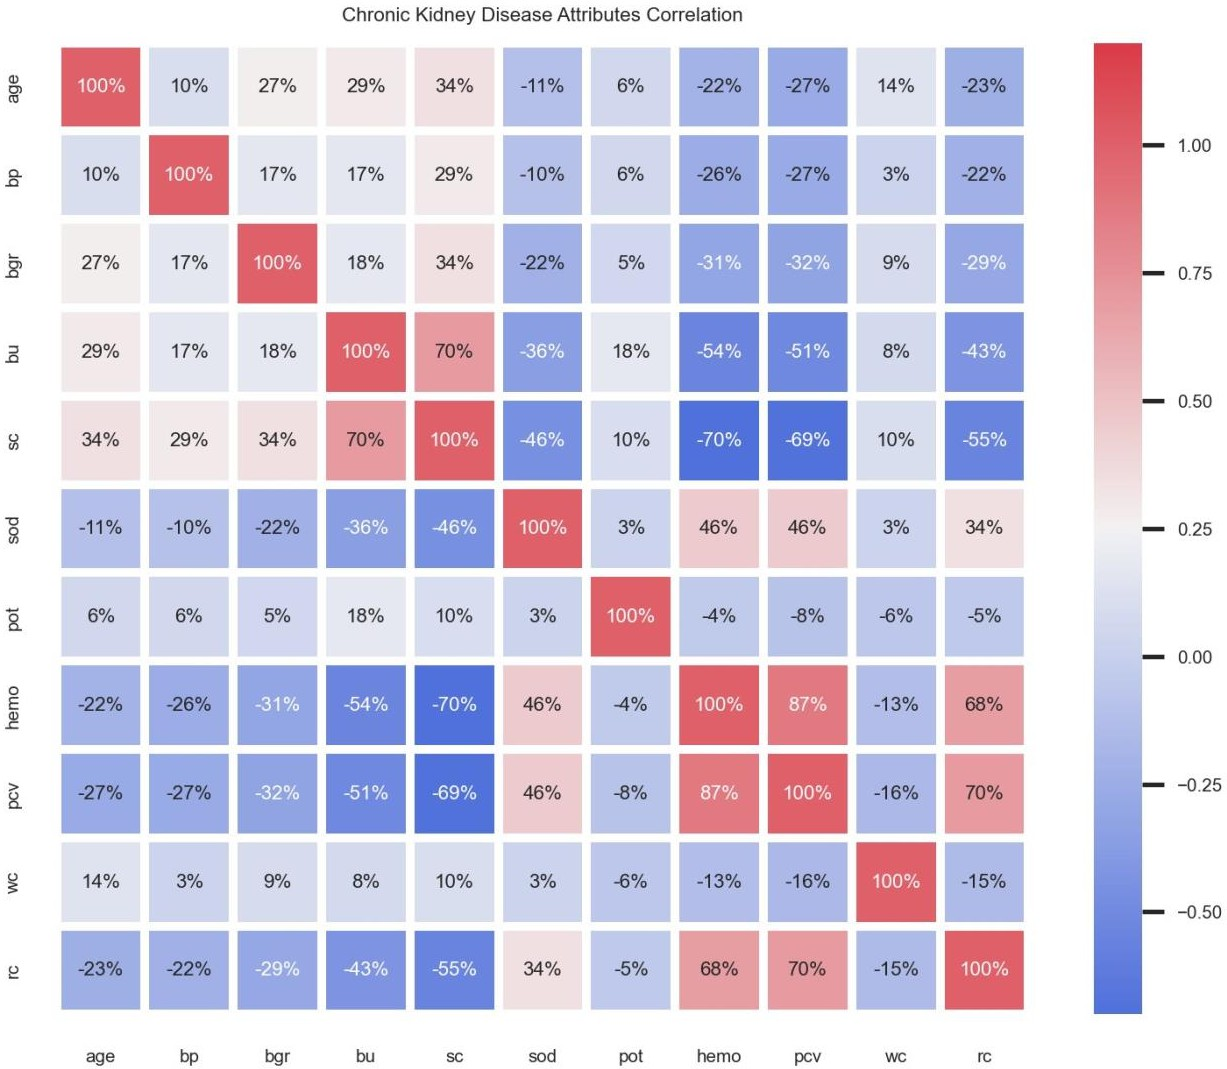 Chronic Kidney Disease Attributes Correlation
age 100% 10% 27% 29% 34% -11% 6% -22% -27% 14% -23%
bp 10% 100% 17% 17% 29% -10% 6% -26% -27% 3% -22%
bgr 27% 17% 100% 18% 34% -22% 5% -31% -32% 9% -29%
bu 29% 17% 18% 100% 70% -36% 18% -54% -51% 8% -43%
sc 34% 29% 34% 70% 100% -46% 10% -70% -69% 10% -55%
sod -11% -10% -22% -36% -46% 100% 3% 46% 46% 3% 34%
pot 6% 6% 5% 18% 10% 3% 100% -4% -8% -6% -5%
hemo -22% -26% -31% -54% -70% 46% -4% 100% 87% -13% 68%
pcv -27% -27% -32% -51% -69% 46% -8% 87% 100% -16% 70%
wc 14% 3% 9% 8% 10% 3% -6% -13% -16% 100% -15%
rc -23% -22% -29% -43% -55% 34% -5% 68% 70% -15% 100%
age bp bgr bu sc sod pot hemo pcv wc rc
1.00
0.75
0.50
0.25
0.00
−0.25
−0.50